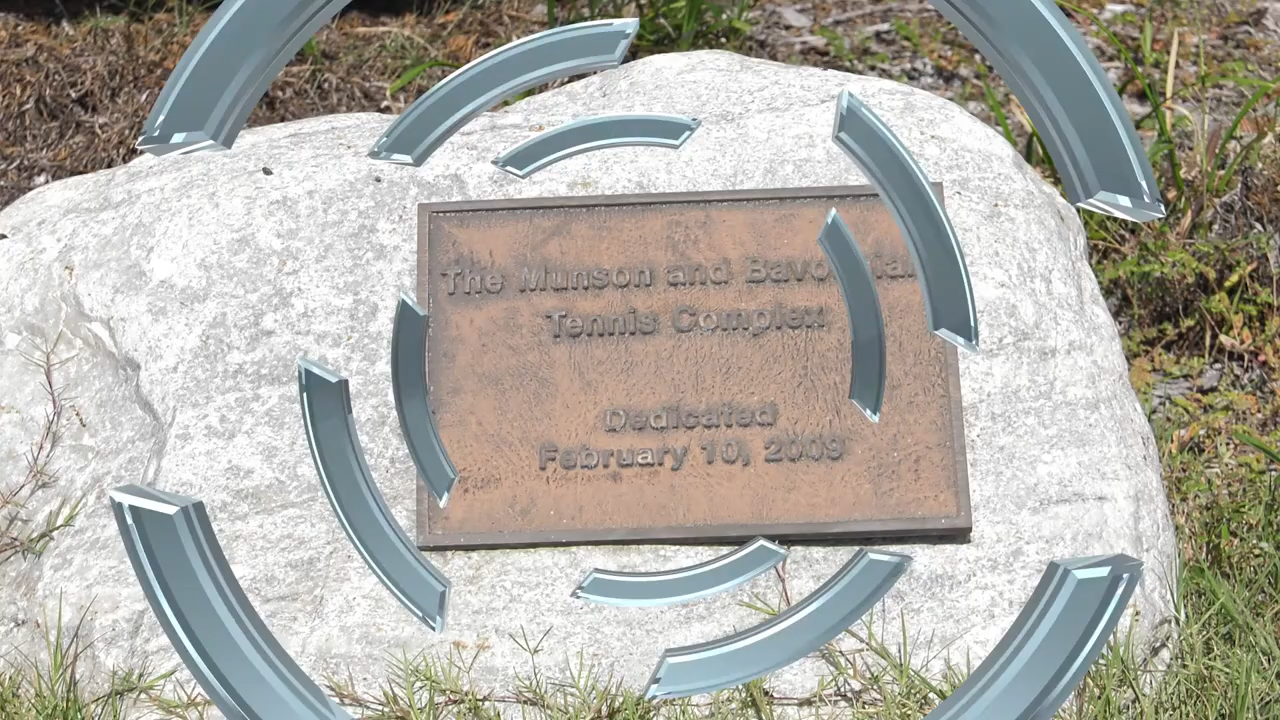 The Munson and
Tennis Complex
Dedicated
February 10, 2009